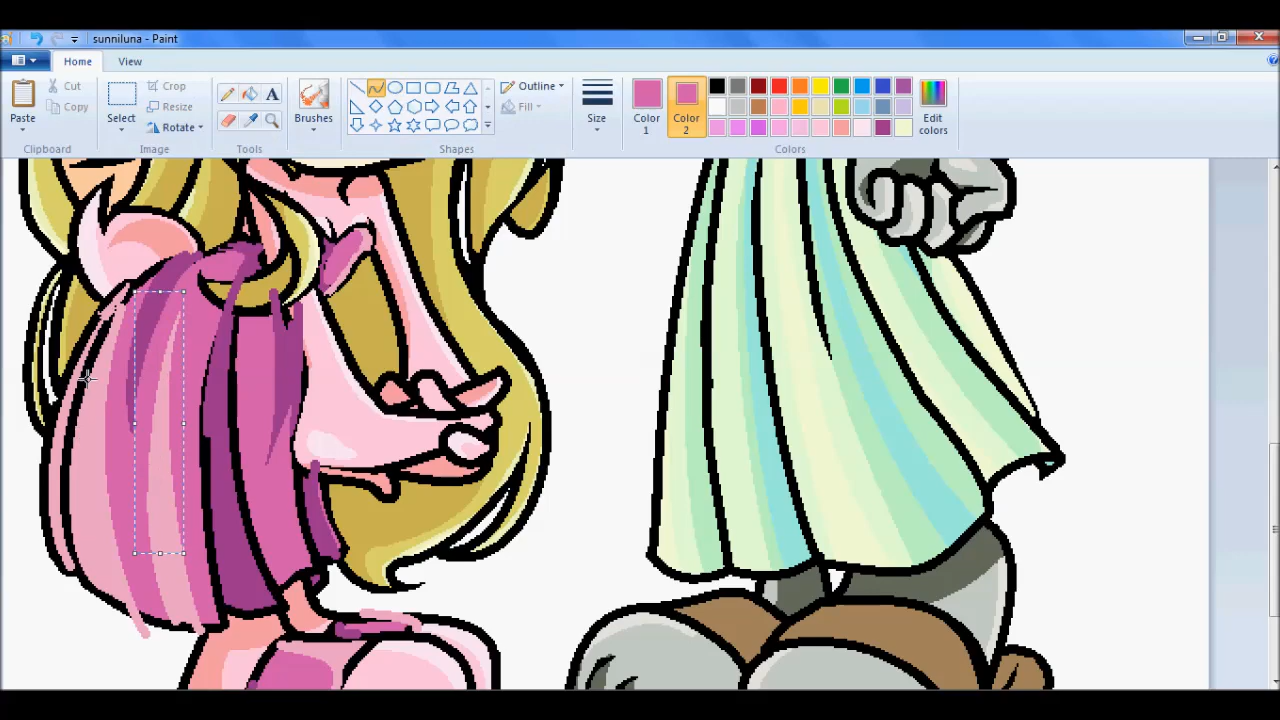 sunniluna - Paint
Home
View
Paste
Cut
Copy
Clipboard
Select
Crop
Resize
Rotate
Image
A
Tools
Brushes
Shapes
Outline
Fill
Size
Color
1
Color
2
Edit
colors
Colors